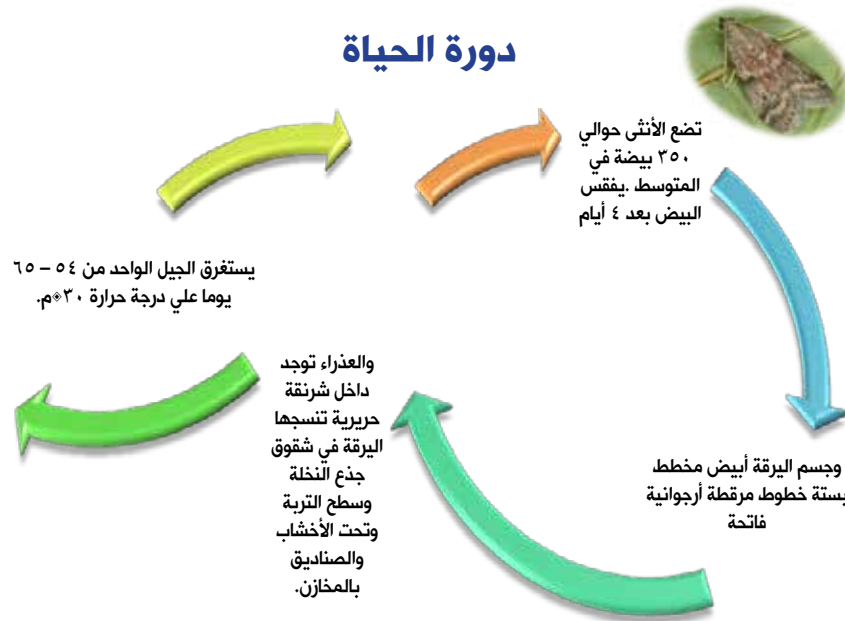 دورة الحياة
تضع الأنثى حوالي
٣٥٠ بيضة في
المتوسط .يفقس
البيض بعد ٤ أيام
وجسم اليرقة أبيض مخطط
بستة خطوط مرقطة أرجوانية
فاتحة
والعذراء توجد
داخل شرنقة
حريرية تنسجها
اليرقة في شقوق
جذع النخلة
وسطح التربة
وتحت الأخشاب
والصناديق
بالمخازن.
يستغرق الجيل الواحد من ٥٤ – ٦٥
يوما علي درجة حرارة ٣٠◈م.